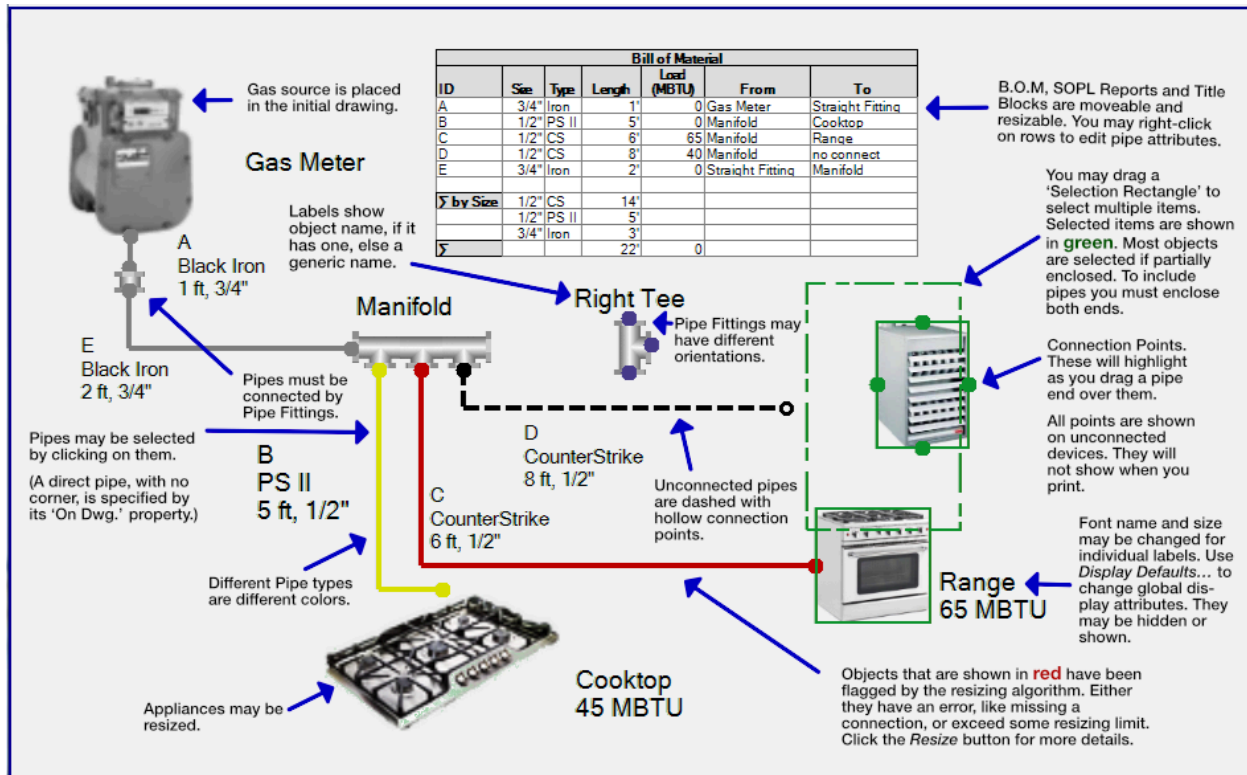 Gas source is placed
in the initial drawing.
Gas Meter
Bill of Material
ID Size Type Length Load (MBTU) From To
A 3/4" Iron 1' 0 Gas Meter Straight Fitting
B 1/2" PS II 5' 0 Manifold Cooktop
C 1/2" CS 6' 65 Manifold Range
D 1/2" CS 8' 40 Manifold no connect
E 3/4" Iron 2' 0 Straight Fitting Manifold
Σ by Size 1/2" CS 14'
1/2" PS II 5'
3/4" Iron 3'
Σ 22' 0
B.O.M, SOPL Reports and Title
Blocks are moveable and
resizable. You may right-click
on rows to edit pipe attributes.
You may drag a
‘Selection Rectangle’ to
select multiple items.
Selected items are shown
in green. Most objects
are selected if partially
enclosed. To include
pipes you must enclose
both ends.
Labels show
object name, if it
has one, else a
generic name.
A
Black Iron
1 ft, 3/4"
Manifold
Right Tee
Pipe Fittings may
have different
orientations.
E
Black Iron
2 ft, 3/4"
Pipes must be
connected by
Pipe Fittings.
Connection Points.
These will highlight
as you drag a pipe
end over them.
All points are shown
on unconnected
devices. They will
not show when you
print.
Pipes may be selected
by clicking on them.
(A direct pipe, with no
corner, is specified by
its ‘On Dwg.’ property.)
B
PS II
5 ft, 1/2"
C
CounterStrike
6 ft, 1/2"
D
CounterStrike
8 ft, 1/2"
Unconnected pipes
are dashed with
hollow connection
points.
Different Pipe types
are different colors.
Range
65 MBTU
Font name and size
may be changed for
individual labels. Use
Display Defaults... to
change global dis-
play attributes. They
may be hidden or
shown.
Appliances may be
resized.
Cooktop
45 MBTU
Objects that are shown in red have been
flagged by the resizing algorithm. Either
they have an error, like missing a
connection, or exceed some resizing limit.
Click the Resize button for more details.